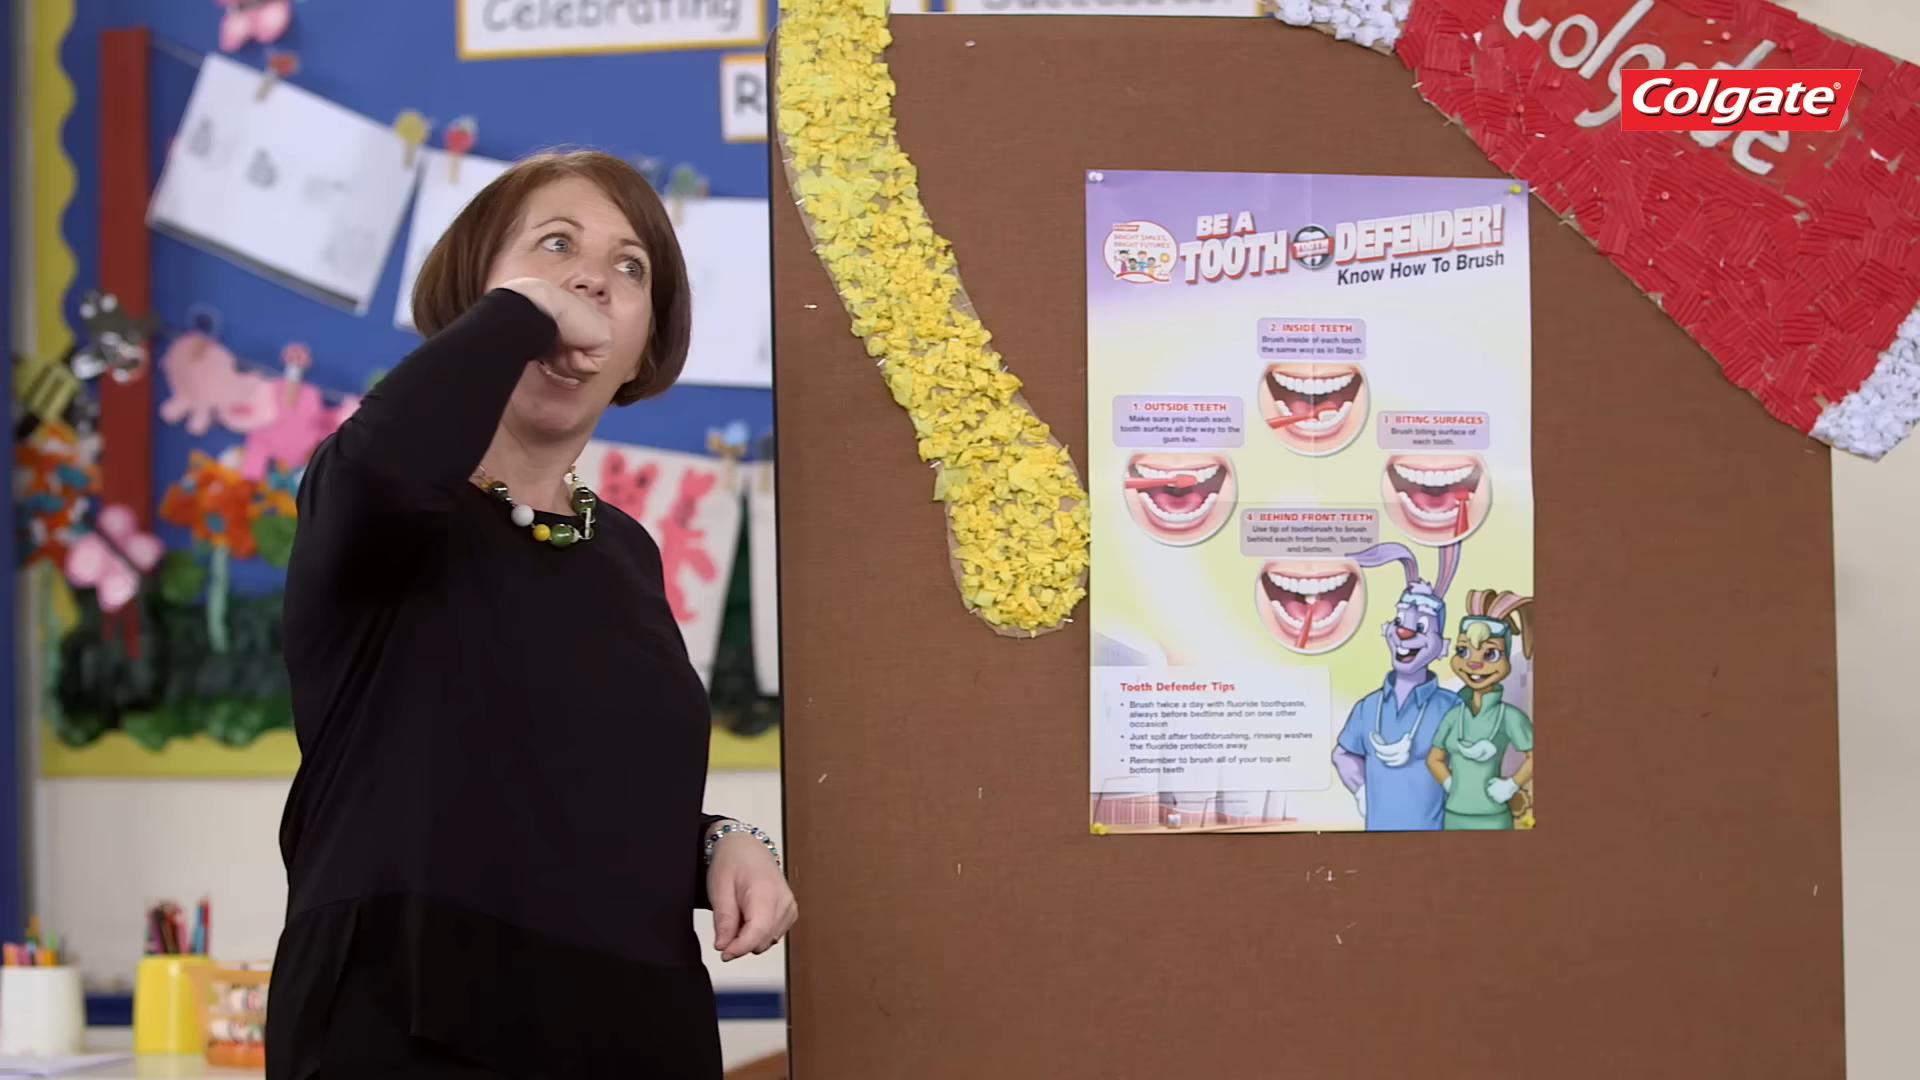 Celebrating
R
Colgate
Colgate
BRIGHT SMILES,
BRIGHT FUTURES
BE A
TOOTH TOOTH DEFENDER!
Know How To Brush
2. INSIDE TEETH
Brush inside of each tooth
the same way as in Step 1.
1. OUTSIDE TEETH
Make sure you brush each
tooth surface all the way to the
gum line.
3 BITING SURFACES
Brush biting surface of
each tooth.
4. BEHIND FRONT TEETH
Use tip of toothbrush to brush
behind each front tooth, both top
and bottom.
Tooth Defender Tips
• Brush twice a day with fluoride toothpaste,
always before bedtime and on one other
occasion
• Just spit after toothbrushing, rinsing washes
the fluoride protection away
• Remember to brush all of your top and
bottom teeth